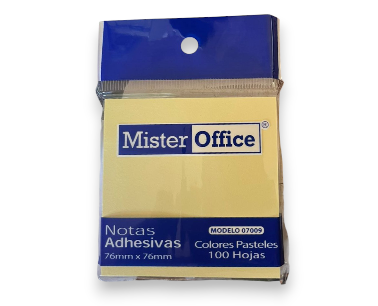 Mister Office®
Notas
Adhesivas
76mm x 76mm
MODELO 07009
Colores Pasteles
100 Hojas